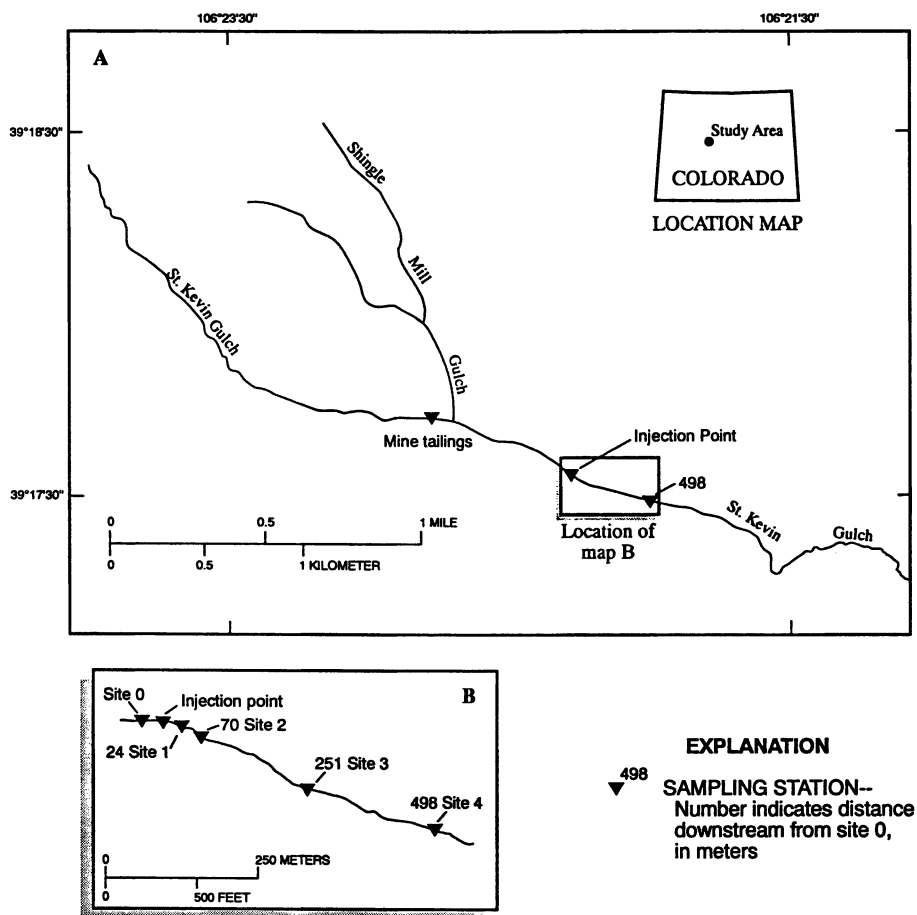 106°23'30"
106°21'30"
A
39°18'30"
Shingle
Mill
Gulch
Study Area
COLORADO
LOCATION MAP
St. Kevin Gulch
Mine tailings
Injection Point
498
39°17'30"
Location of
map B
St. Kevin
Gulch
0 0.5 1 MILE
0 0.5 1 KILOMETER
B
Site 0
Injection point
24 Site 1
70 Site 2
251 Site 3
498 Site 4
0 250 METERS
0 500 FEET
EXPLANATION
498
SAMPLING STATION--
Number indicates distance
downstream from site 0,
in meters